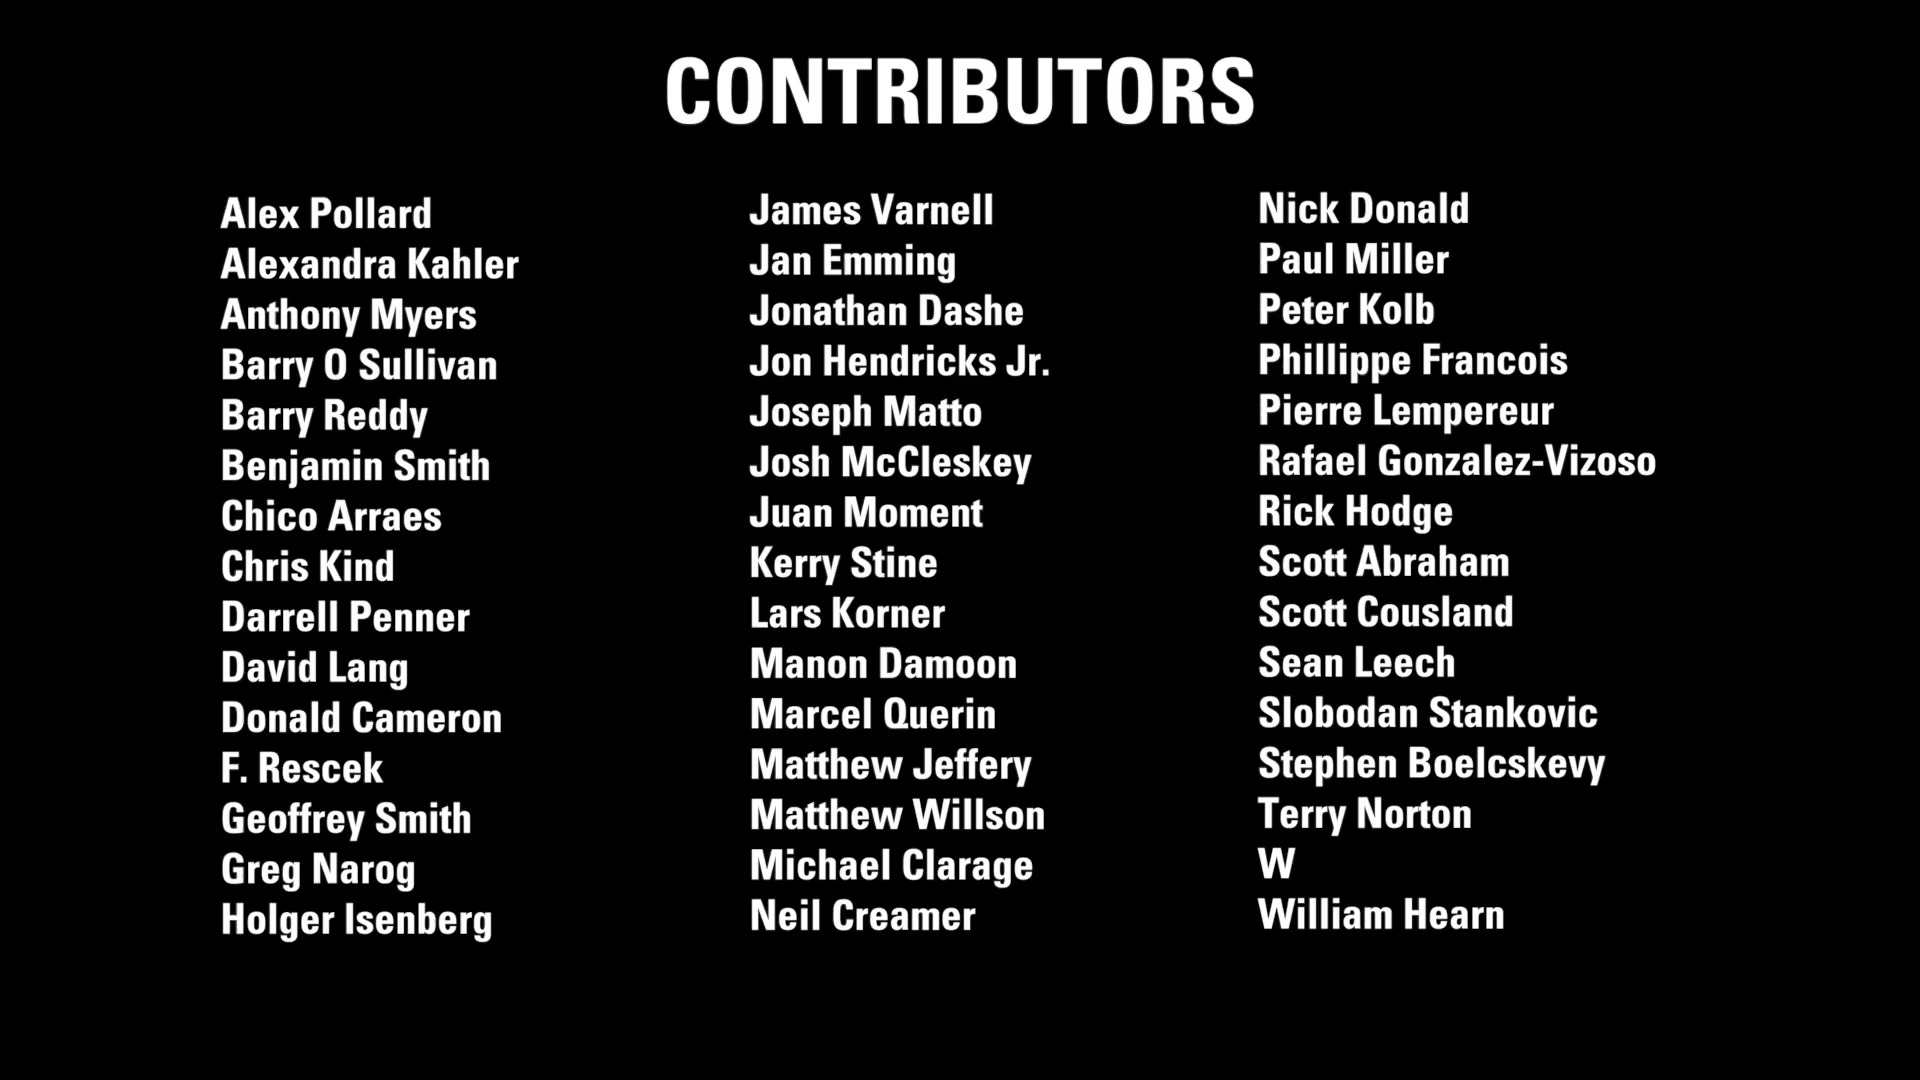 CONTRIBUTORS
Alex Pollard
Alexandra Kahler
Anthony Myers
Barry O Sullivan
Barry Reddy
Benjamin Smith
Chico Arraes
Chris Kind
Darrell Penner
David Lang
Donald Cameron
F. Rescek
Geoffrey Smith
Greg Narog
Holger Isenberg
James Varnell
Jan Emming
Jonathan Dashe
Jon Hendricks Jr.
Joseph Matto
Josh McCleskey
Juan Moment
Kerry Stine
Lars Korner
Manon Damoon
Marcel Querin
Matthew Jeffery
Matthew Willson
Michael Clarage
Neil Creamer
Nick Donald
Paul Miller
Peter Kolb
Phillippe Francois
Pierre Lempereur
Rafael Gonzalez-Vizoso
Rick Hodge
Scott Abraham
Scott Cousland
Sean Leech
Slobodan Stankovic
Stephen Boelcskevy
Terry Norton
W
William Hearn